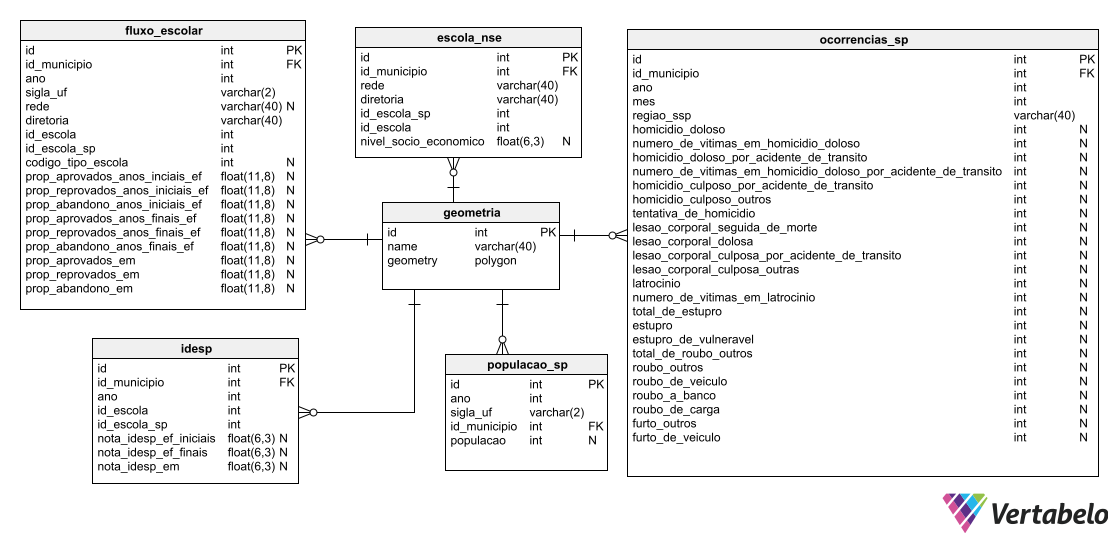 fluxo_escolar
id int PK
id_municipio int FK
ano int
sigla_uf varchar(2)
rede varchar(40) N
diretoria varchar(40)
id_escola int
id_escola_sp int
codigo_tipo_escola int N
prop_aprovados_anos_inciais_ef float(11,8) N
prop_reprovados_anos_iniciais_ef float(11,8) N
prop_abandono_anos_iniciais_ef float(11,8) N
prop_aprovados_anos_finais_ef float(11,8) N
prop_reprovados_anos_finais_ef float(11,8) N
prop_abandono_anos_finais_ef float(11,8) N
prop_aprovados_em float(11,8) N
prop_reprovados_em float(11,8) N
prop_abandono_em float(11,8) N
escola_nse
id int PK
id_municipio int FK
rede varchar(40)
diretoria varchar(40)
id_escola_sp int
id_escola int
nivel_socio_economico float(6,3) N
ocorrencias_sp
id int PK
id_municipio int FK
ano int
mes int
regiao_ssp varchar(40)
homicidio_doloso int N
numero_de_vitimas_em_homicidio_doloso int N
homicidio_doloso_por_acidente_de_transito int N
numero_de_vitimas_em_homicidio_doloso_por_acidente_de_transito int N
homicidio_culposo_por_acidente_de_transito int N
homicidio_culposo_outros int N
tentativa_de_homicidio int N
lesao_corporal_seguida_de_morte int N
lesao_corporal_dolosa int N
lesao_corporal_culposa_por_acidente_de_transito int N
lesao_corporal_culposa_outras int N
latrocinio int N
numero_de_vitimas_em_latrocinio int N
total_de_estupro int N
estupro int N
estupro_de_vulneravel int N
total_de_roubo_outros int N
roubo_outros int N
roubo_de_veiculo int N
roubo_a_banco int N
roubo_de_carga int N
furto_outros int N
furto_de_veiculo int N
geometria
id int PK
name varchar(40)
geometry polygon
idesp
id int PK
id_municipio int FK
ano int
id_escola int
id_escola_sp int
nota_idesp_ef_iniciais float(6,3) N
nota_idesp_ef_finais float(6,3) N
nota_idesp_em float(6,3) N
populacao_sp
id int PK
ano int
sigla_uf varchar(2)
id_municipio int FK
populacao int N
Vertabelo